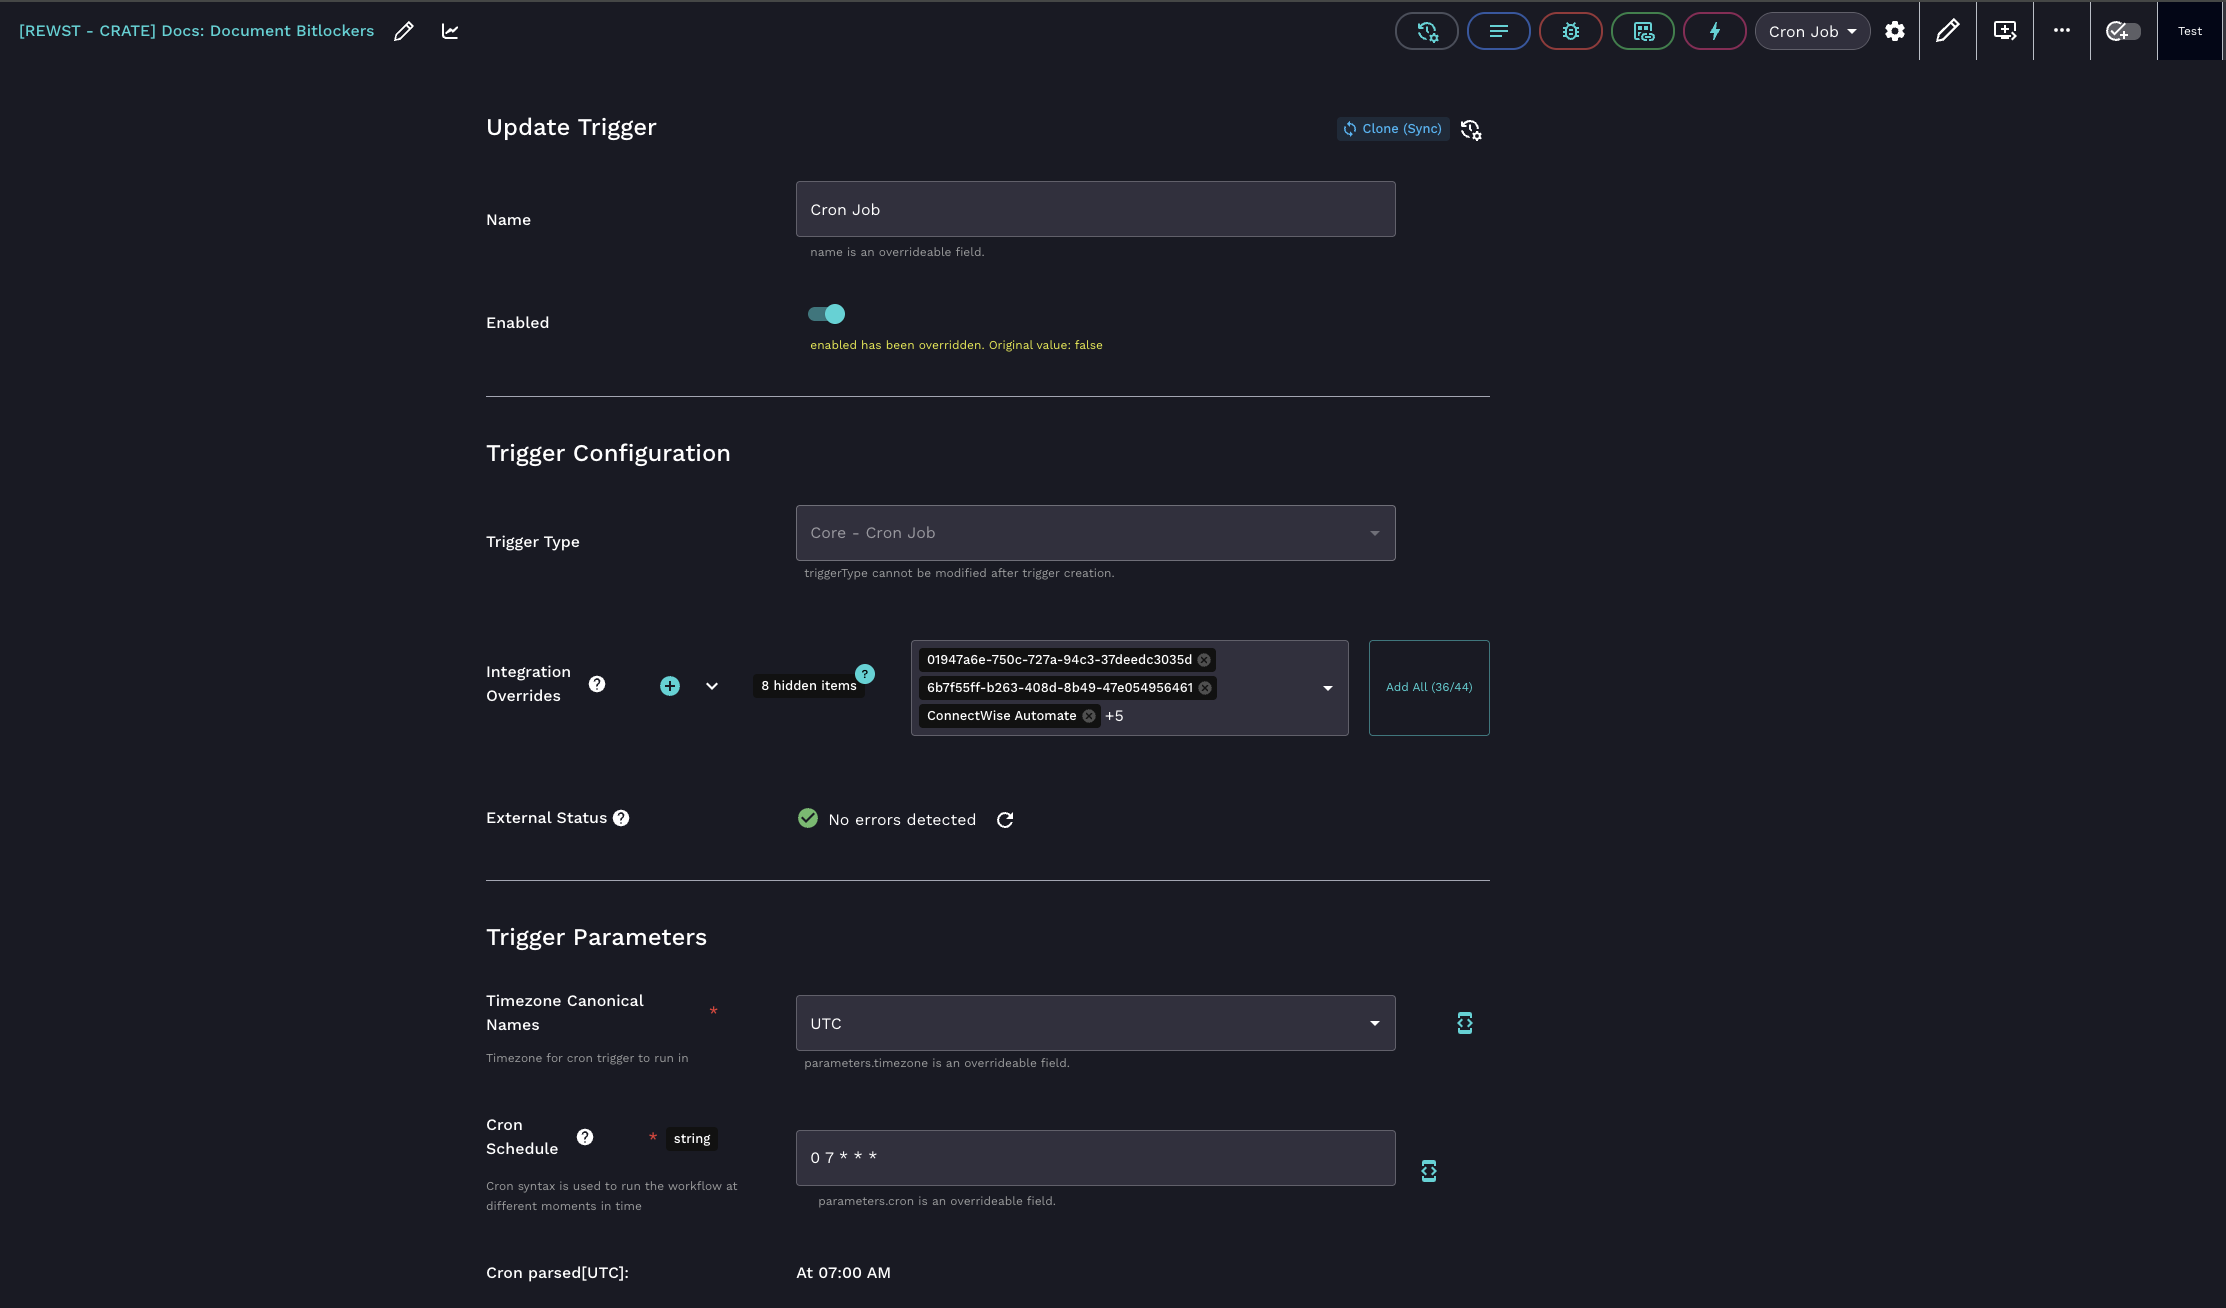 [REWST - CRATE] Docs: Document Bitlockers
Cron Job
Test
Update Trigger
Clone (Sync)
Name
Cron Job
name is an overrideable field.
Enabled
enabled has been overridden. Original value: false
Trigger Configuration
Trigger Type
Core - Cron Job
triggerType cannot be modified after trigger creation.
Integration
Overrides
8 hidden items
01947a6e-750c-727a-94c3-37deedc3035d
6b7f55ff-b263-408d-8b49-47e054956461
ConnectWise Automate
+5
Add All (36/44)
External Status
No errors detected
Trigger Parameters
Timezone Canonical
Names
*
Timezone for cron trigger to run in
UTC
parameters.timezone is an overrideable field.
Cron
Schedule
* string
Cron syntax is used to run the workflow at
different moments in time
0 7 * * *
parameters.cron is an overrideable field.
Cron parsed[UTC]:
At 07:00 AM